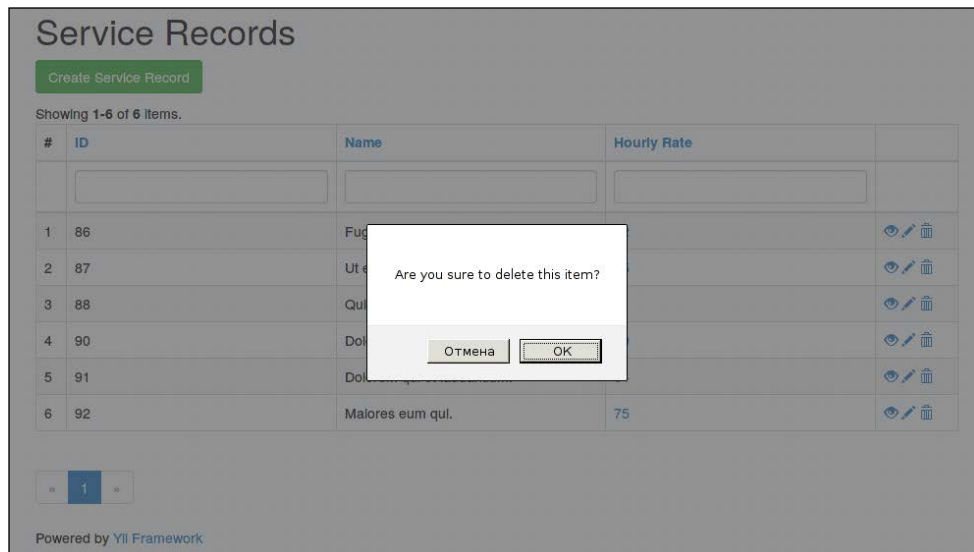 Service Records
Create Service Record
Showing 1-6 of 6 items.
# ID Name Hourly Rate
1 86
2 87 Ut
3 88
4 90
5 91
6 92 Maiores eum qui. 75
Are you sure to delete this item?
Отмена OK
« 1 »
Powered by Yii Framework